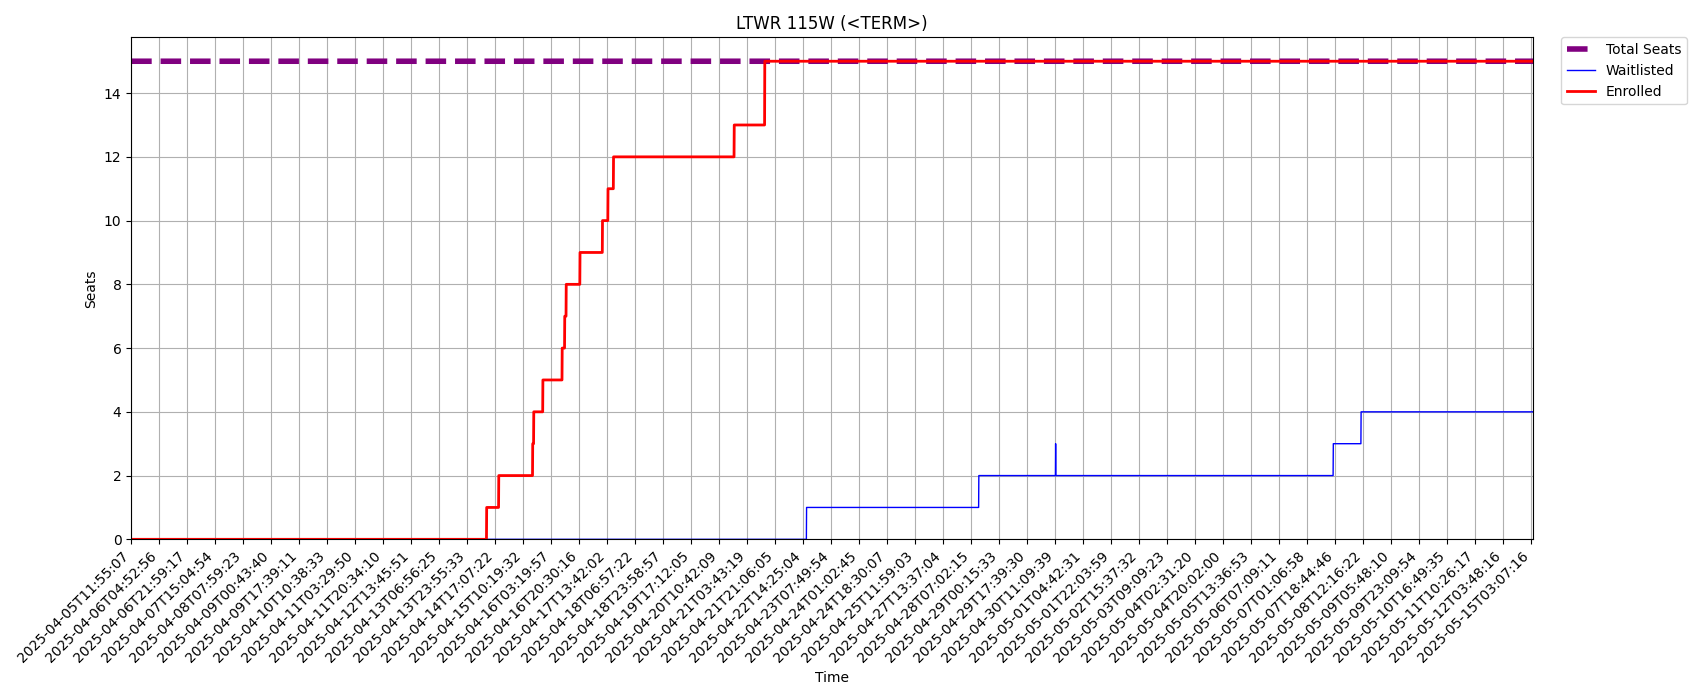 LTWR 115W (<TERM>)
Total Seats
Waitlisted
Enrolled
14
12
10
8
6
4
2
0
Seats
2025-04-05T11:55:07
2025-04-06T04:52:56
2025-04-06T21:59:17
2025-04-07T15:04:54
2025-04-08T07:59:23
2025-04-09T00:43:40
2025-04-09T17:39:11
2025-04-10T10:38:33
2025-04-11T03:29:50
2025-04-11T20:34:10
2025-04-12T13:45:51
2025-04-13T06:56:25
2025-04-13T23:55:33
2025-04-14T17:07:22
2025-04-15T10:19:32
2025-04-16T03:19:57
2025-04-16T20:30:16
2025-04-17T13:42:02
2025-04-18T06:57:22
2025-04-18T23:58:57
2025-04-19T17:12:05
2025-04-20T10:42:09
2025-04-21T03:43:19
2025-04-21T21:06:05
2025-04-22T14:25:04
2025-04-23T07:49:54
2025-04-24T01:02:45
2025-04-24T18:30:07
2025-04-25T11:59:03
2025-04-27T13:37:04
2025-04-28T07:02:15
2025-04-29T00:15:33
2025-04-29T17:39:30
2025-04-30T11:09:39
2025-05-01T04:42:31
2025-05-01T22:03:59
2025-05-02T15:37:32
2025-05-03T09:09:23
2025-05-04T02:31:20
2025-05-04T20:02:00
2025-05-05T13:36:53
2025-05-06T07:09:11
2025-05-07T01:06:58
2025-05-07T18:44:46
2025-05-08T12:16:22
2025-05-09T05:48:10
2025-05-09T23:09:54
2025-05-10T16:49:35
2025-05-11T10:26:17
2025-05-12T03:48:16
2025-05-15T03:07:16
Time